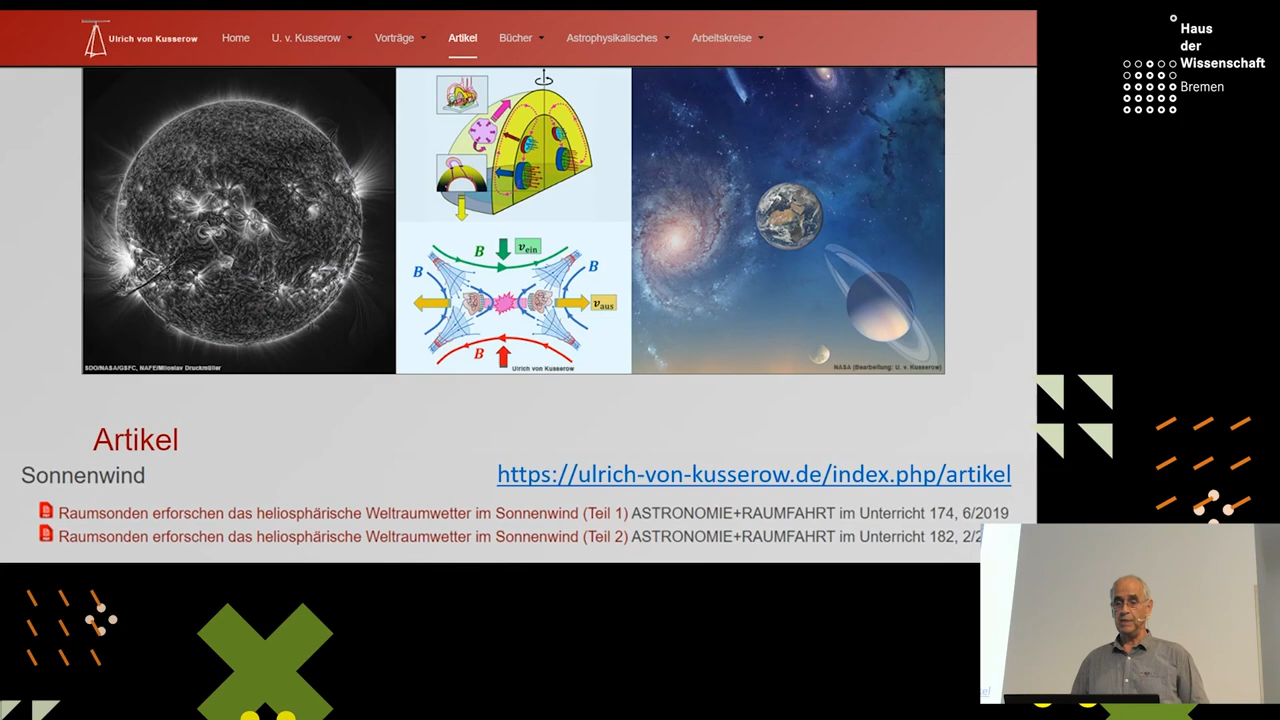 Ulrich von Kusserow
Home
U. v. Kusserow
Vorträge
Artikel
Bücher
Astrophysikalisches
Arbeitskreise
Haus
der
Wissenschaft
Bremen
B
v ein
B
B
v aus
B
SDO/NASA/GSFC, NAFE/Miloslav Druckmüller
Ulrich von Kusserow
NASA (Bearbeitung: U. v. Kusserow)
Artikel
Sonnenwind
https://ulrich-von-kusserow.de/index.php/artikel
Raumsonden erforschen das heliosphärische Weltraumwetter im Sonnenwind (Teil 1) ASTRONOMIE+RAUMFAHRT im Unterricht 174, 6/2019
Raumsonden erforschen das heliosphärische Weltraumwetter im Sonnenwind (Teil 2) ASTRONOMIE+RAUMFAHRT im Unterricht 182, 2/2